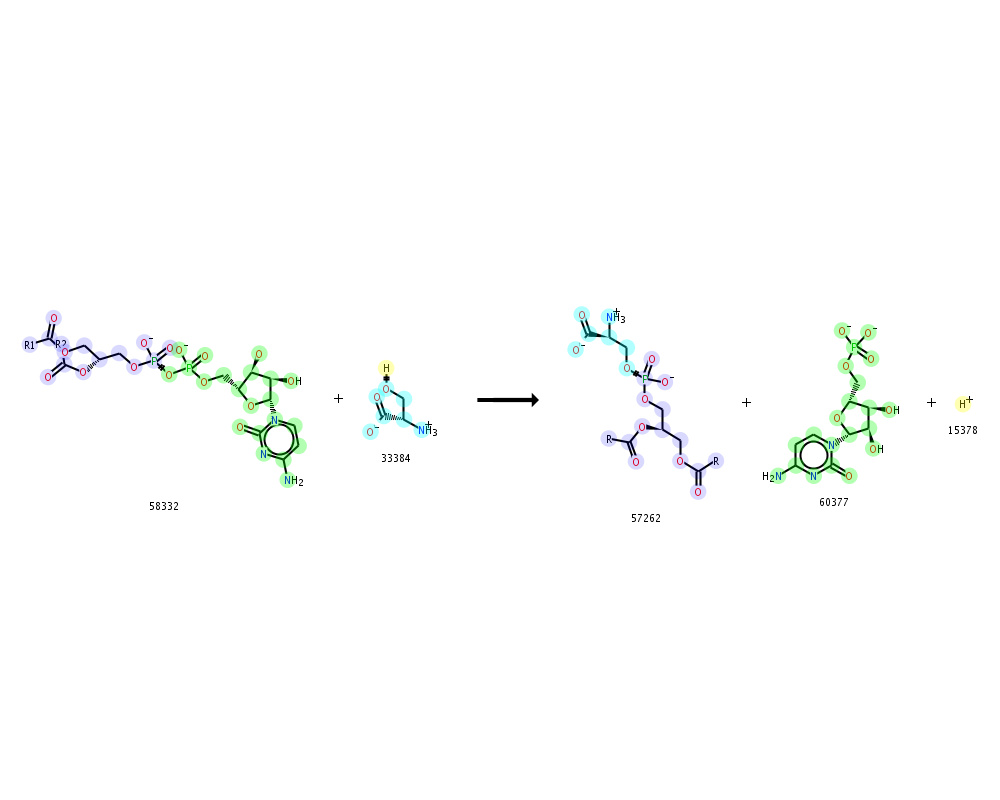 O
R1 R2 O O
O O O⁻ O O⁻ O O O OH
P O P O
O N O N
N
NH2
58332
+
H
O O
O⁻ NH3 +
33384
O NH3 +
O⁻ O O
P O⁻
O
O
R O
O R
O
57262
+
O⁻ O⁻
P O
O
O OH
N OH
H2N N O
60377
+
H+
15378